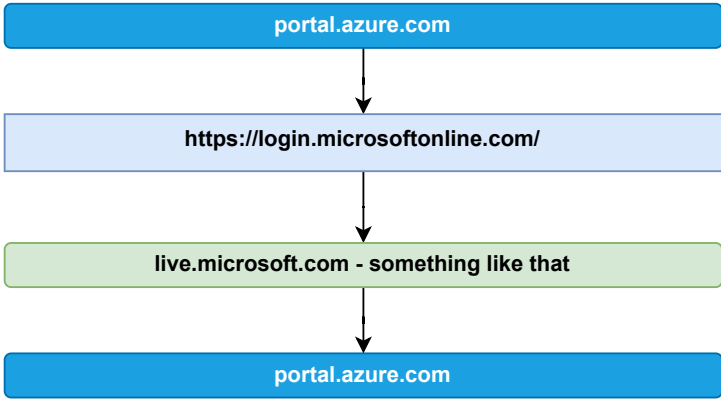 portal.azure.com
https://login.microsoftonline.com/
live.microsoft.com - something like that
portal.azure.com